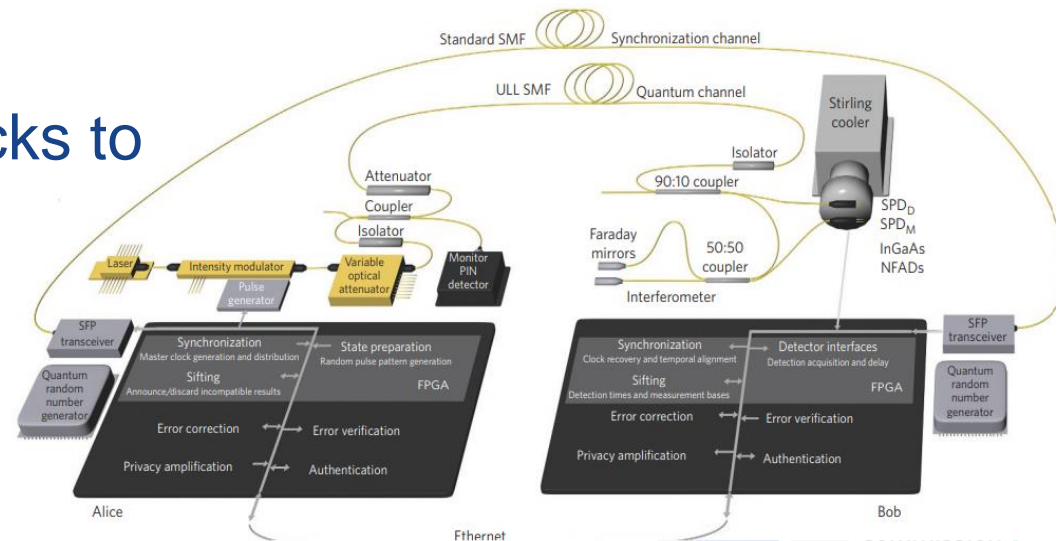 cks to
Standard SMF
Synchronization channel
ULL SMF
Quantum channel
Stirling
cooler
Isolator
Attenuator
90:10 coupler
Coupler
SPDD
SPDM
Isolator
InGaAs
NFADs
Faraday
mirrors
50:50
coupler
Interferometer
Laser
Intensity modulator
Variable
optical
attenuator
Monitor
PIN
detector
Pulse
generator
SFP
transceiver
Synchronization
Master clock generation and distribution
State preparation
Random pulse pattern generation
Sifting
Announce/discard incompatible results
FPGA
Quantum
random
number
generator
Error correction
Error verification
Privacy amplification
Authentication
Alice
Synchronization
Clock recovery and temporal alignment
Detector interfaces
Detection acquisition and delay
Sifting
Detection times and measurement bases
FPGA
SFP
transceiver
Quantum
random
number
generator
Error correction
Error verification
Privacy amplification
Authentication
Bob
Ethernet